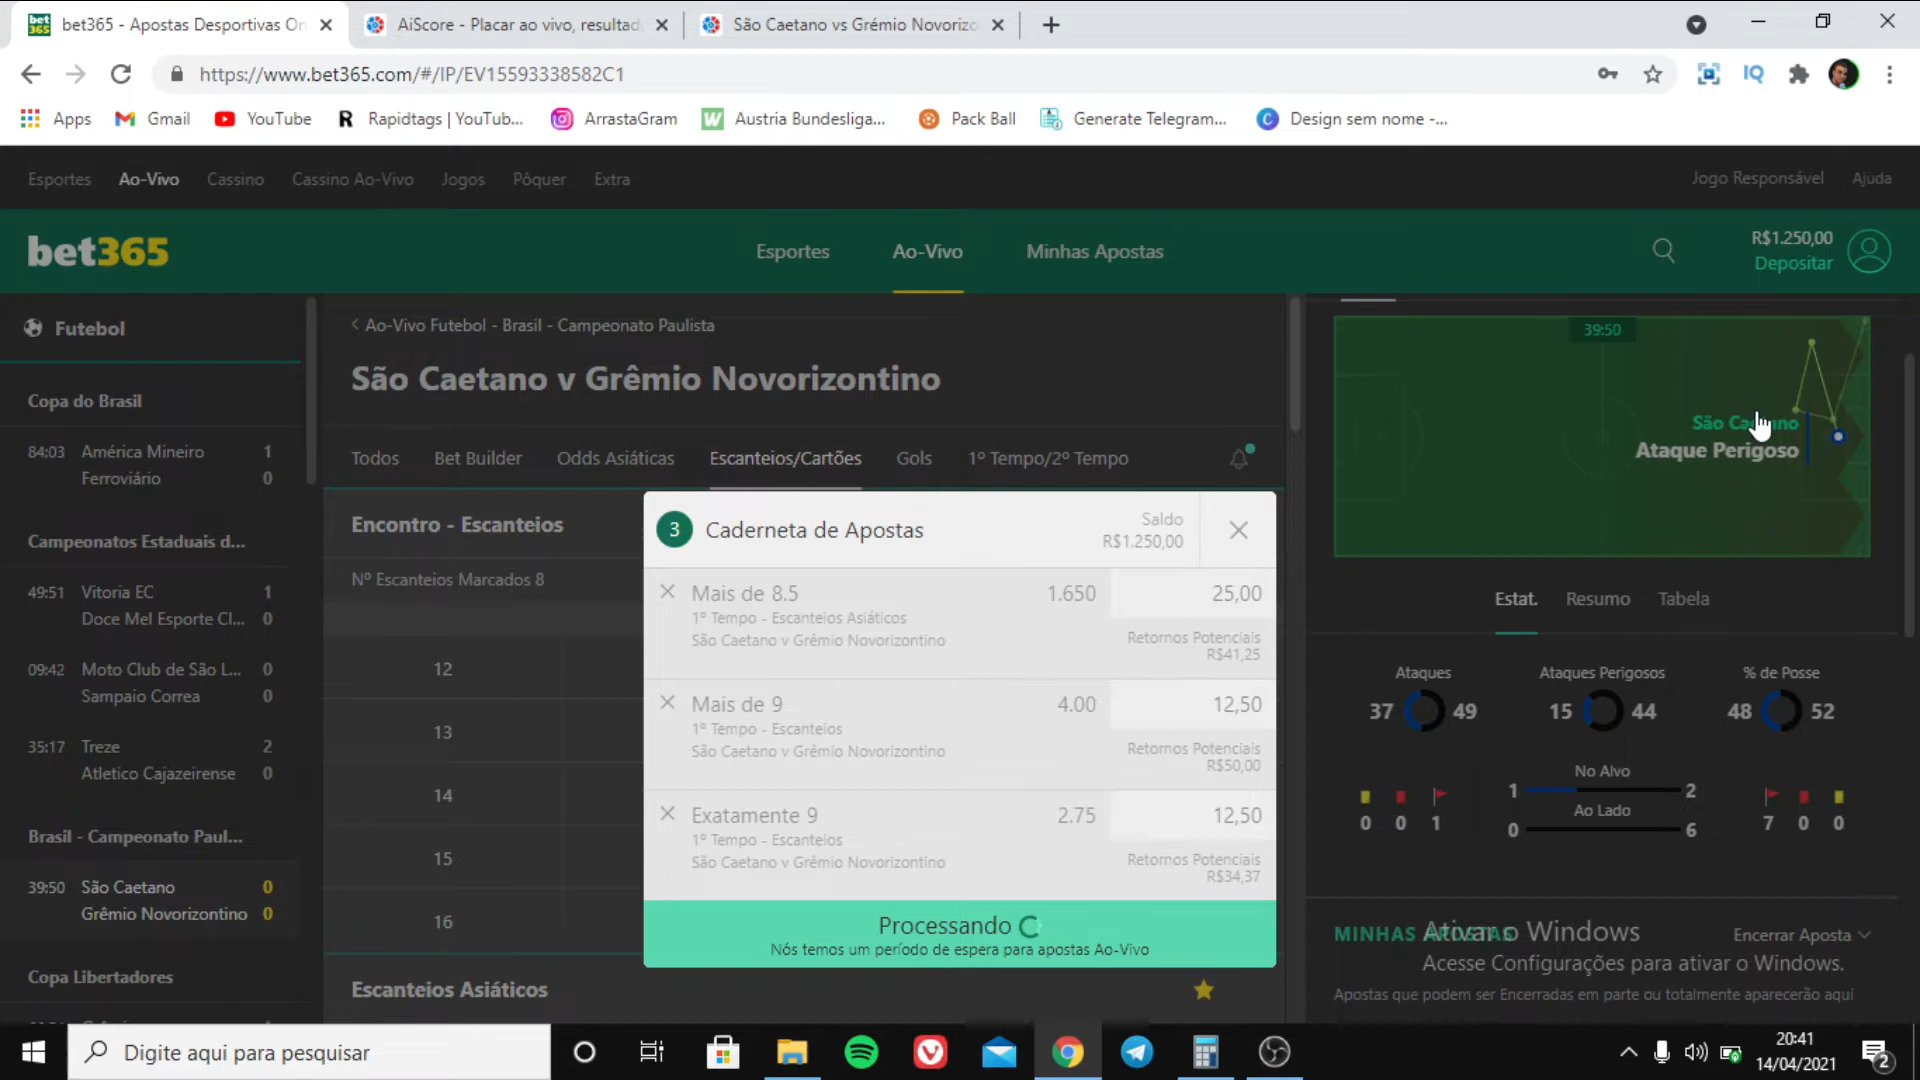 bet365 - Apostas Desportivas On
AiScore - Placar ao vivo, resultad
São Caetano vs Grémio Novorizo
https://www.bet365.com/#/IP/EV15593338582C1
IQ
Apps
Gmail
YouTube
Rapidtags | YouTub...
ArrastaGram
Austria Bundesliga...
Pack Ball
Generate Telegram...
Design sem nome -...
Esportes
Ao-Vivo
Cassino
Cassino Ao-Vivo
Jogos
Pôquer
Extra
Jogo Responsável
Ajuda
bet365
Esportes
Ao-Vivo
Minhas Apostas
R$1.250,00
Depositar
Futebol
Copa do Brasil
84:03 América Mineiro 1
Ferroviário 0
Campeonatos Estaduais d...
49:51 Vitoria EC 1
Doce Mel Esporte Cl... 0
09:42 Moto Club de São L... 0
Sampaio Correa 0
35:17 Treze 2
Atletico Cajazeirense 0
Brasil - Campeonato Paul...
39:50 São Caetano 0
Grêmio Novorizontino 0
Copa Libertadores
< Ao-Vivo Futebol - Brasil - Campeonato Paulista
São Caetano v Grêmio Novorizontino
Todos
Bet Builder
Odds Asiáticas
Escanteios/Cartões
Gols
1º Tempo/2º Tempo
Encontro - Escanteios
Nº Escanteios Marcados 8
12
13
14
15
16
Escanteios Asiáticos
3 Caderneta de Apostas
Saldo
R$1.250,00
Mais de 8.5 1.650 25,00
1º Tempo - Escanteios Asiáticos
São Caetano v Grêmio Novorizontino
Retornos Potenciais
R$41,25
Mais de 9 4.00 12,50
1º Tempo - Escanteios
São Caetano v Grêmio Novorizontino
Retornos Potenciais
R$50,00
Exatamente 9 2.75 12,50
1º Tempo - Escanteios
São Caetano v Grêmio Novorizontino
Retornos Potenciais
R$34,37
Processando
Nós temos um período de espera para apostas Ao-Vivo
39:50
São
Ataque Perigoso
Estat.
Resumo
Tabela
Ataques
37 49
Ataques Perigosos
15 44
% de Posse
48 52
No Alvo
1 2
Ao Lado
0 6
0 0 1
7 0 0
MINHAS APOSTAS
Encerrar Aposta
Ativar o Windows
Acesse Configurações para ativar o Windows.
Apostas que podem ser Encerradas em parte ou totalmente aparecerão aqui
Digite aqui para pesquisar
20:41
14/04/2021
2